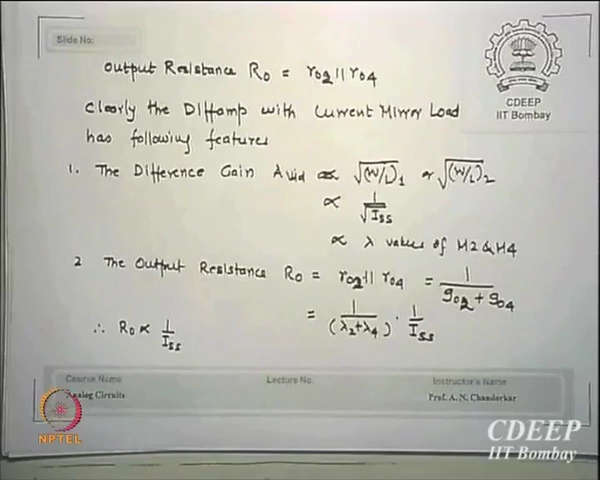 Slide No:
Output Resistance Ro = ro2 || ro4
CDEEP
IIT Bombay
Clearly the Diffamp with Current Mirror Load
has following features
1. The Difference Gain Avid ∝ √(W/L)1 or √(W/L)2
∝ 1/√ISS
∝ λ values of M2 & M4
2 The Output Resistance Ro = ro2 || ro4 = 1/(go2 + go4)
= 1/(λ2+λ4) · 1/ISS
∴ Ro ∝ 1/ISS
Course Name
Lecture No.
Instructor's Name
Analog Circuits
Prof. A. N. Chandorkar
NPTEL
CDEEP
IIT Bombay